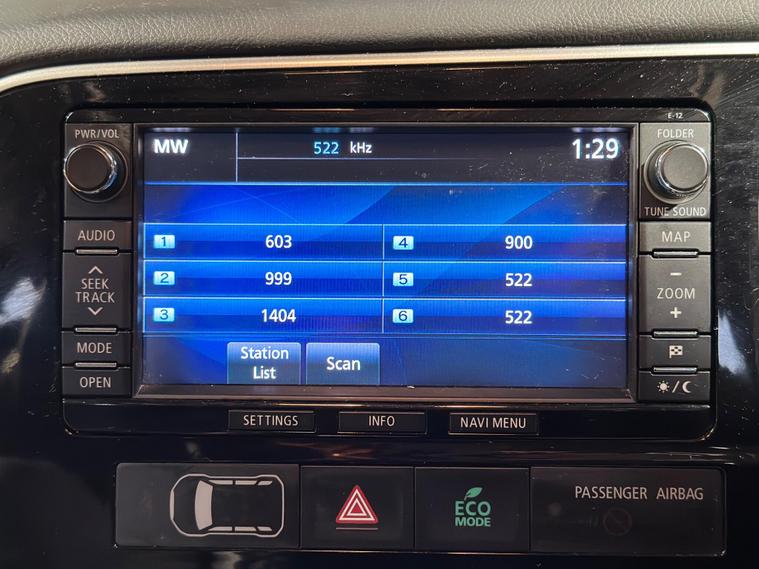 E-12
PWR/VOL
FOLDER
MW 522 kHz 1:29
TUNE SOUND
AUDIO
MAP
1 603 4 900
SEEK
TRACK
ZOOM
2 999 5 522
3 1404 6 522
MODE
Station
List
Scan
OPEN
SETTINGS INFO NAVI MENU
PASSENGER AIRBAG
ECO
MODE